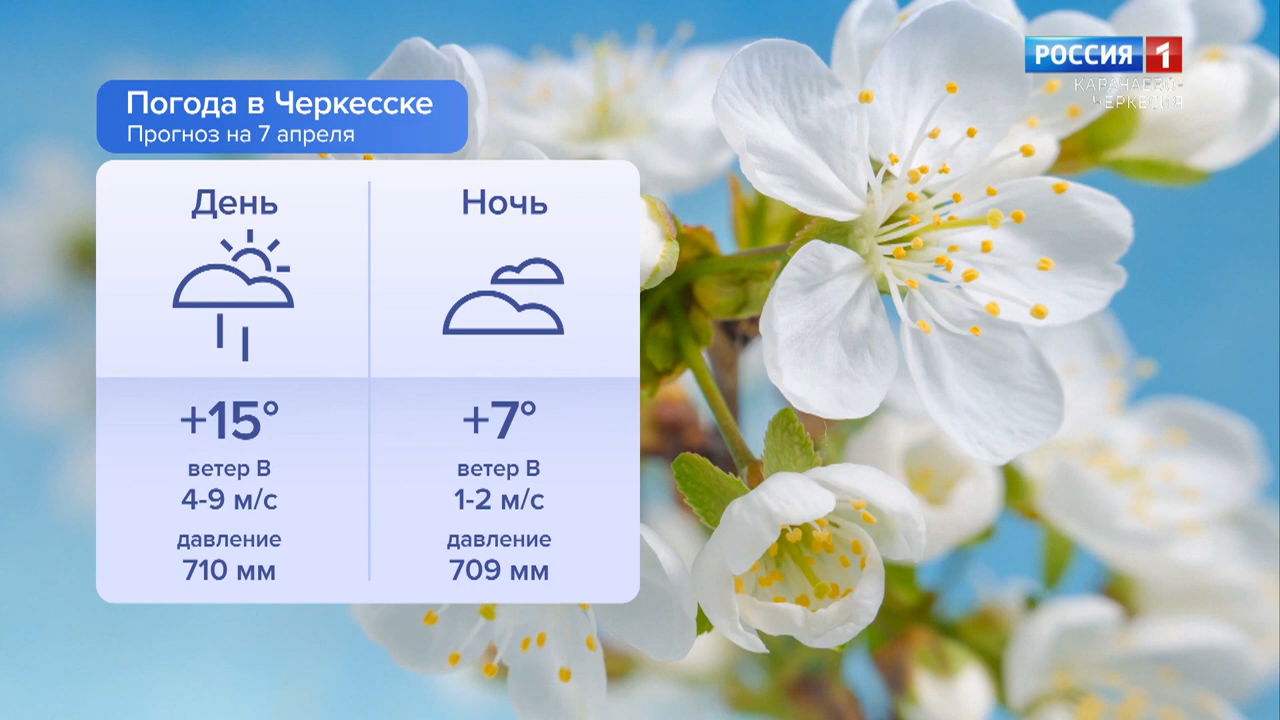 Погода в Черкесске
Прогноз на 7 апреля
РОССИЯ 1
КАРАЧАЕВО-
ЧЕРКЕСИЯ
День
Ночь
+15°
+7°
ветер В
4-9 м/с
ветер В
1-2 м/с
давление
710 мм
давление
709 мм